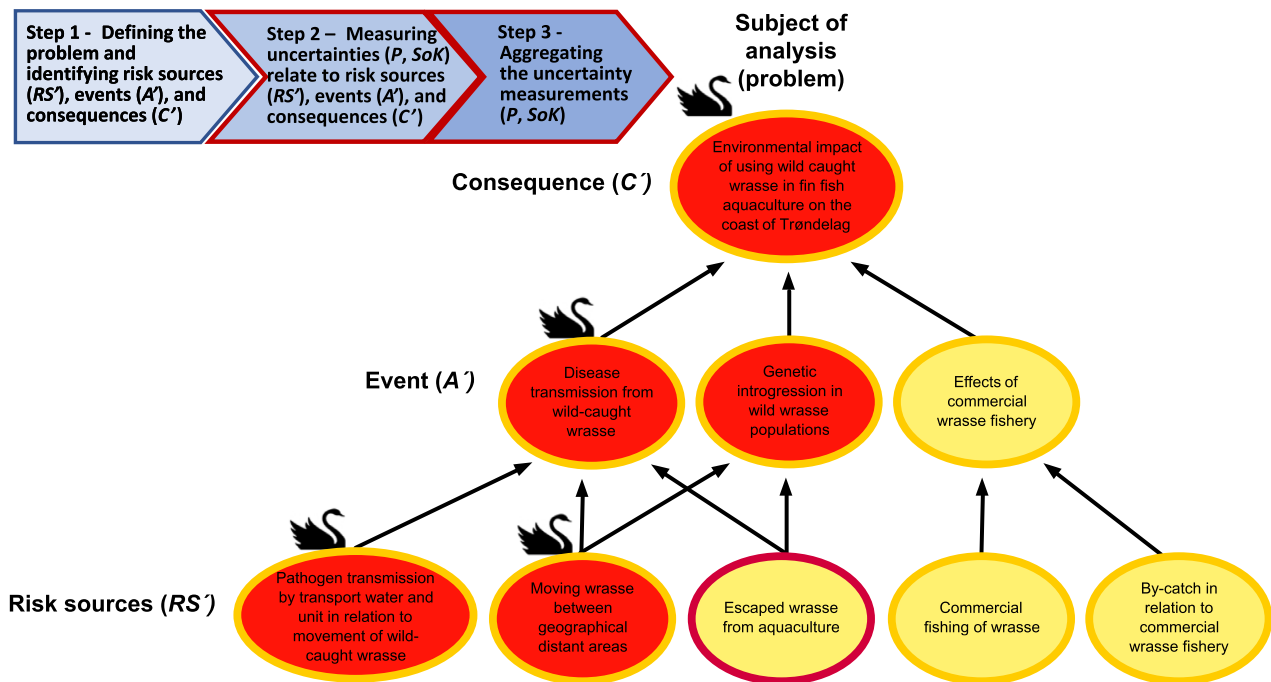 Step 1 - Defining the
problem and
identifying risk sources
(RS′), events (A′), and
consequences (C′)
Step 2 – Measuring
uncertainties (P, SoK)
relate to risk sources
(RS′), events (A′), and
consequences (C′)
Step 3 -
Aggregating
the uncertainty
measurements
(P, SoK)
Subject of
analysis
(problem)
Consequence (C´)
Environmental impact
of using wild caught
wrasse in fin fish
aquaculture on the
coast of Trøndelag
Event (A´)
Disease
transmission from
wild-caught
wrasse
Genetic
introgression in
wild wrasse
populations
Effects of
commercial
wrasse fishery
Risk sources (RS´)
Pathogen transmission
by transport water and
unit in relation to
movement of wild-
caught wrasse
Moving wrasse
between
geographical
distant areas
Escaped wrasse
from aquaculture
Commercial
fishing of wrasse
By-catch in
relation to
commercial
wrasse fishery